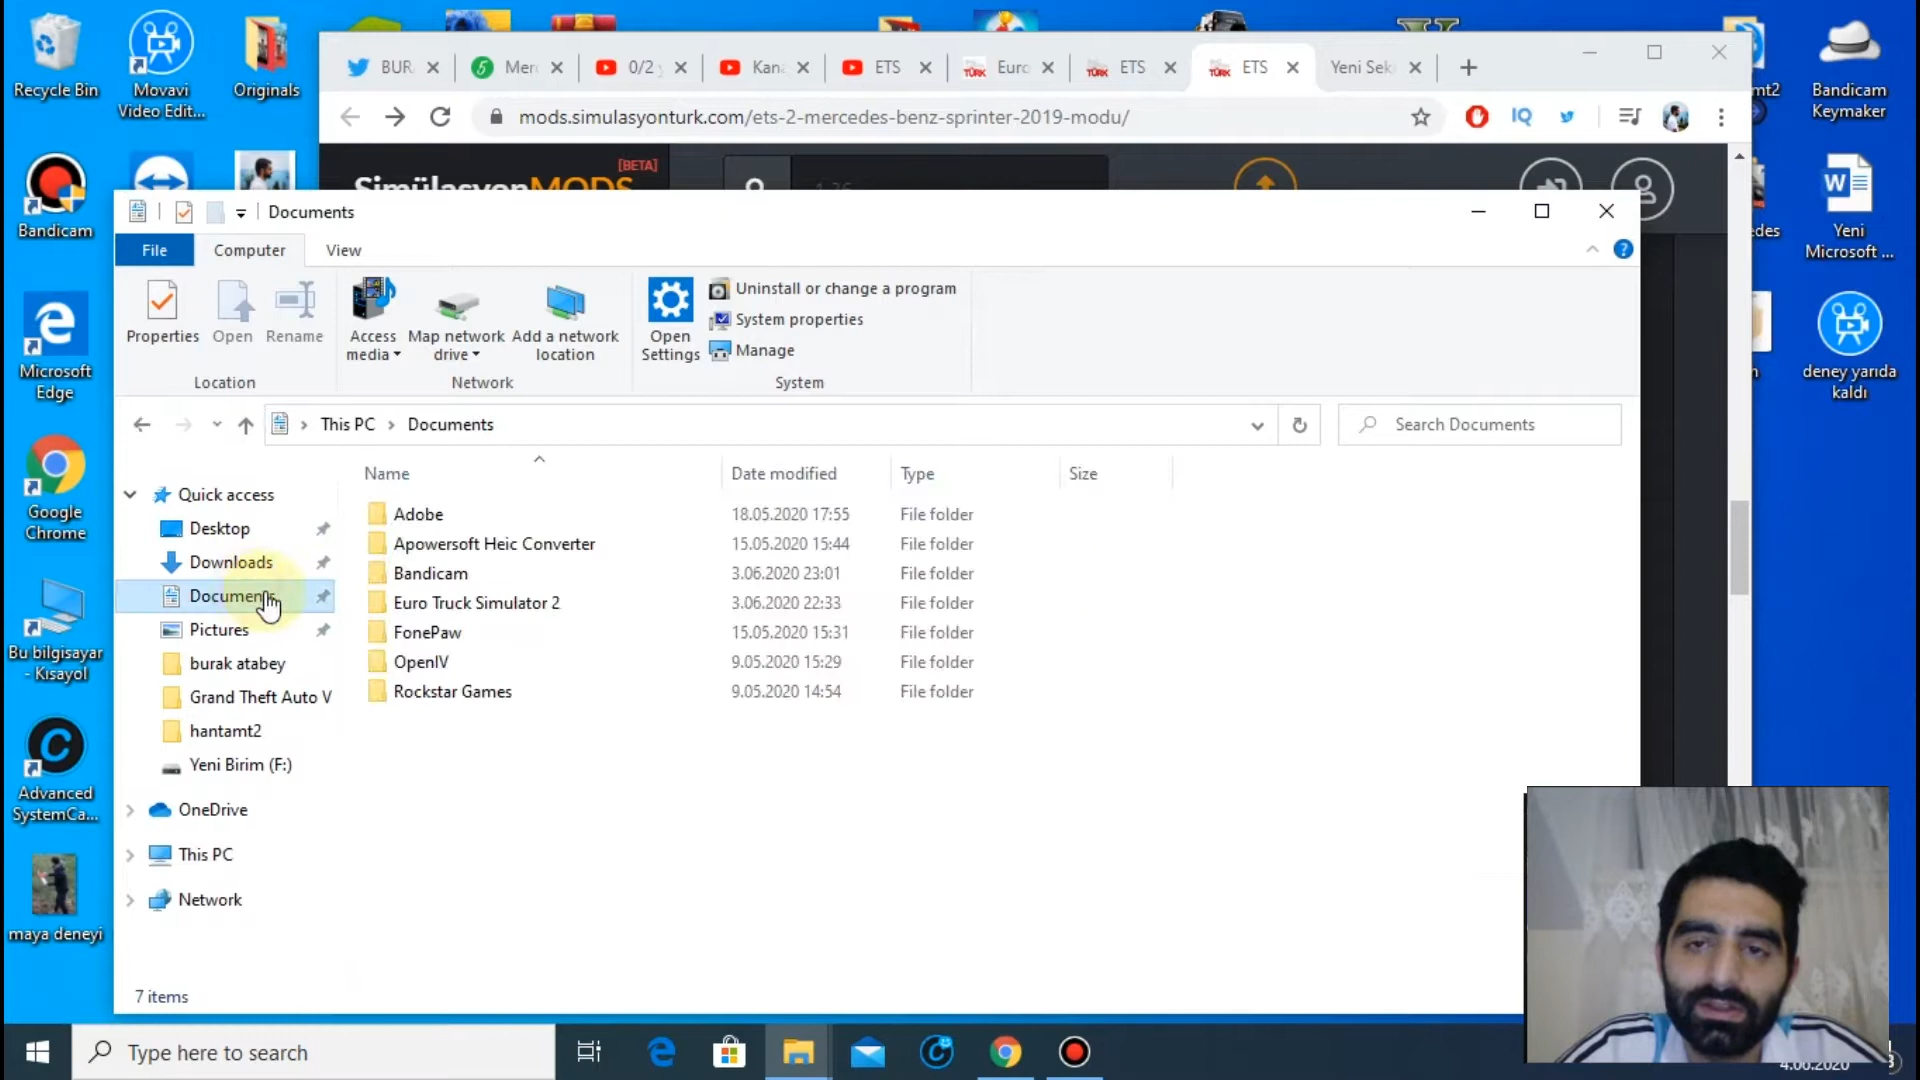 Recycle Bin
Movavi
Video Edit...
Originals
Bandicam
Microsoft
Edge
Google
Chrome
Bu bilgisayar
- Kısayol
Advanced
SystemCa...
maya deneyi
BUR
Mer
0/2
Kana
ETS
Euro
ETS
ETS
Yeni Sek
mods.simulasyonturk.com/ets-2-mercedes-benz-sprinter-2019-modu/
IQ
[BETA]
SimülasyonMODS
Documents
File
Computer
View
Properties
Open
Rename
Access
media
Map network
drive
Add a network
location
Open
Settings
Uninstall or change a program
System properties
Manage
Location
Network
System
This PC
Documents
Search Documents
Name
Date modified
Type
Size
Quick access
Desktop
Downloads
Documents
Pictures
burak atabey
Grand Theft Auto V
hantamt2
Yeni Birim (F:)
OneDrive
This PC
Network
Adobe 18.05.2020 17:55 File folder
Apowersoft Heic Converter 15.05.2020 15:44 File folder
Bandicam 3.06.2020 23:01 File folder
Euro Truck Simulator 2 3.06.2020 22:33 File folder
FonePaw 15.05.2020 15:31 File folder
OpenIV 9.05.2020 15:29 File folder
Rockstar Games 9.05.2020 14:54 File folder
7 items
Bandicam
Keymaker
Yeni
Microsoft ...
deney yarıda
kaldı
Type here to search
4.06.2020